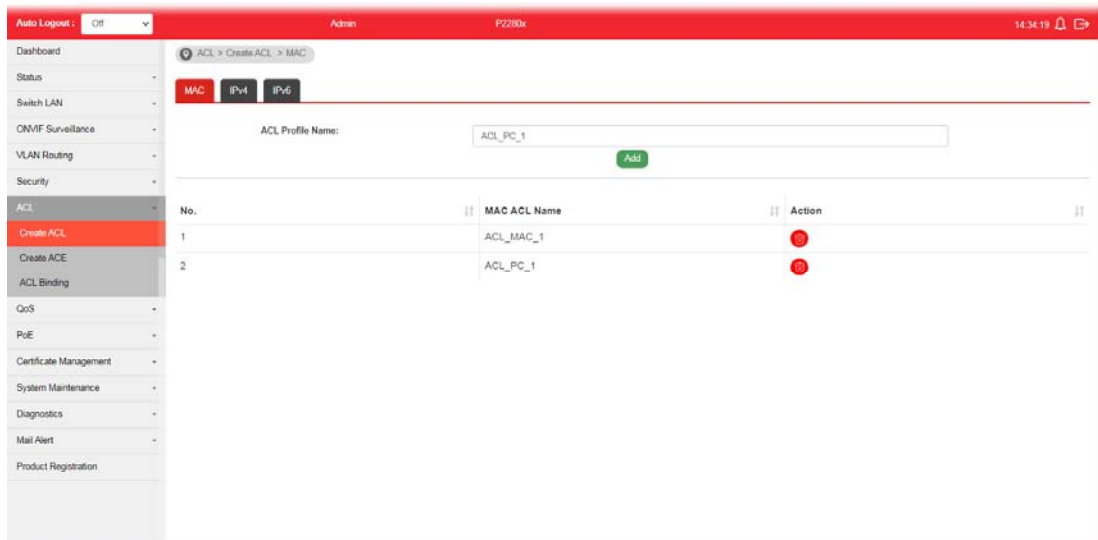 Auto Logout : Off Admin P2280x 14:34:19
Dashboard
Status
Switch LAN
ONVIF Surveillance
VLAN Routing
Security
ACL
Create ACL
Create ACE
ACL Binding
QoS
PoE
Certificate Management
System Maintenance
Diagnostics
Mail Alert
Product Registration
ACL > Create ACL > MAC
MAC IPv4 IPv6
ACL Profile Name: ACL_PC_1
Add
No. MAC ACL Name Action
1 ACL_MAC_1
2 ACL_PC_1